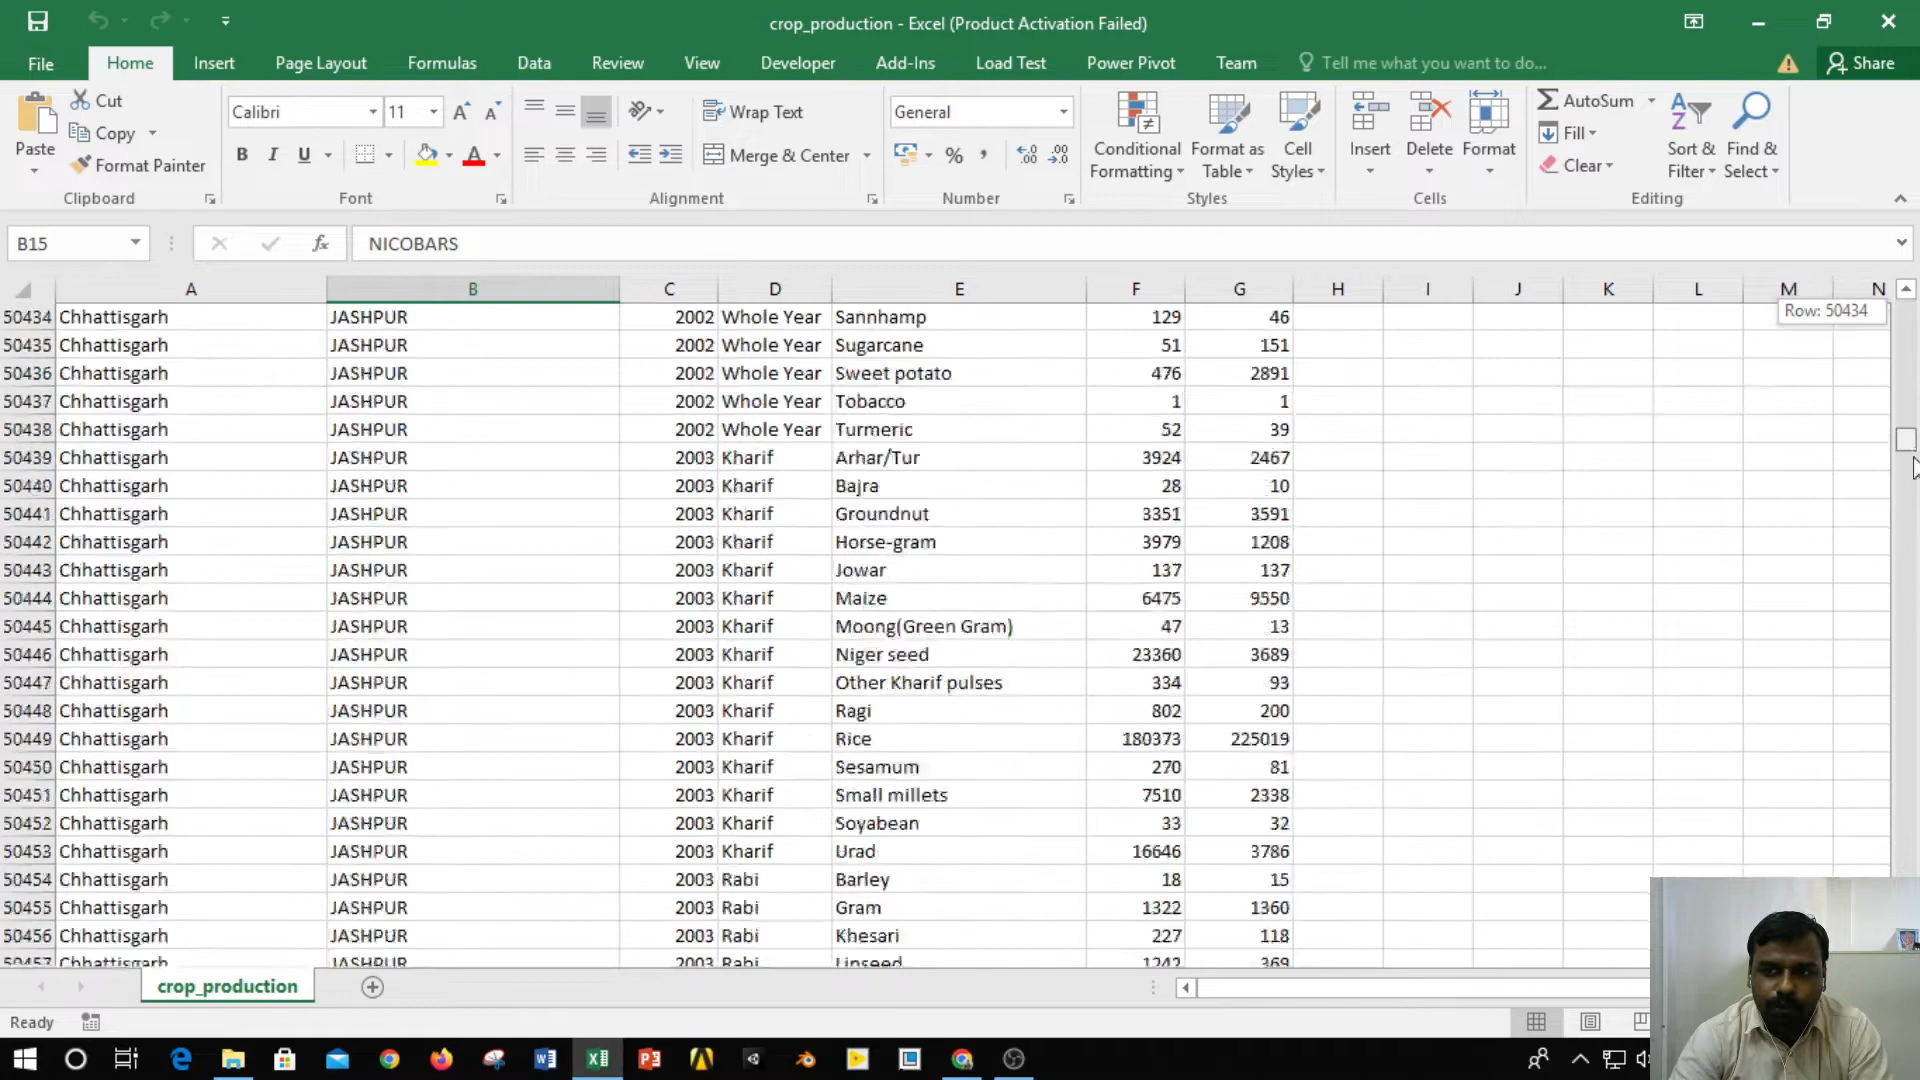 crop_production - Excel (Product Activation Failed)
File Home Insert Page Layout Formulas Data Review View Developer Add-Ins Load Test Power Pivot Team Tell me what you want to do... Share
Paste Cut Copy Format Painter Clipboard
Calibri 11 B I U Font
Wrap Text Merge & Center Alignment
General % Number
Conditional Formatting Format as Table Cell Styles Styles
Insert Delete Format Cells
AutoSum Fill Clear Sort & Filter Find & Select Editing
B15 fx NICOBARS
A B C D E F G H I J K L M N
Row: 50434
50434 Chhattisgarh JASHPUR 2002 Whole Year Sannhamp 129 46
50435 Chhattisgarh JASHPUR 2002 Whole Year Sugarcane 51 151
50436 Chhattisgarh JASHPUR 2002 Whole Year Sweet potato 476 2891
50437 Chhattisgarh JASHPUR 2002 Whole Year Tobacco 1 1
50438 Chhattisgarh JASHPUR 2002 Whole Year Turmeric 52 39
50439 Chhattisgarh JASHPUR 2003 Kharif Arhar/Tur 3924 2467
50440 Chhattisgarh JASHPUR 2003 Kharif Bajra 28 10
50441 Chhattisgarh JASHPUR 2003 Kharif Groundnut 3351 3591
50442 Chhattisgarh JASHPUR 2003 Kharif Horse-gram 3979 1208
50443 Chhattisgarh JASHPUR 2003 Kharif Jowar 137 137
50444 Chhattisgarh JASHPUR 2003 Kharif Maize 6475 9550
50445 Chhattisgarh JASHPUR 2003 Kharif Moong(Green Gram) 47 13
50446 Chhattisgarh JASHPUR 2003 Kharif Niger seed 23360 3689
50447 Chhattisgarh JASHPUR 2003 Kharif Other Kharif pulses 334 93
50448 Chhattisgarh JASHPUR 2003 Kharif Ragi 802 200
50449 Chhattisgarh JASHPUR 2003 Kharif Rice 180373 225019
50450 Chhattisgarh JASHPUR 2003 Kharif Sesamum 270 81
50451 Chhattisgarh JASHPUR 2003 Kharif Small millets 7510 2338
50452 Chhattisgarh JASHPUR 2003 Kharif Soyabean 33 32
50453 Chhattisgarh JASHPUR 2003 Kharif Urad 16646 3786
50454 Chhattisgarh JASHPUR 2003 Rabi Barley 18 15
50455 Chhattisgarh JASHPUR 2003 Rabi Gram 1322 1360
50456 Chhattisgarh JASHPUR 2003 Rabi Khesari 227 118
50457 Chhattisgarh JASHPUR 2003 Rabi Linseed 1242 369
crop_production
Ready